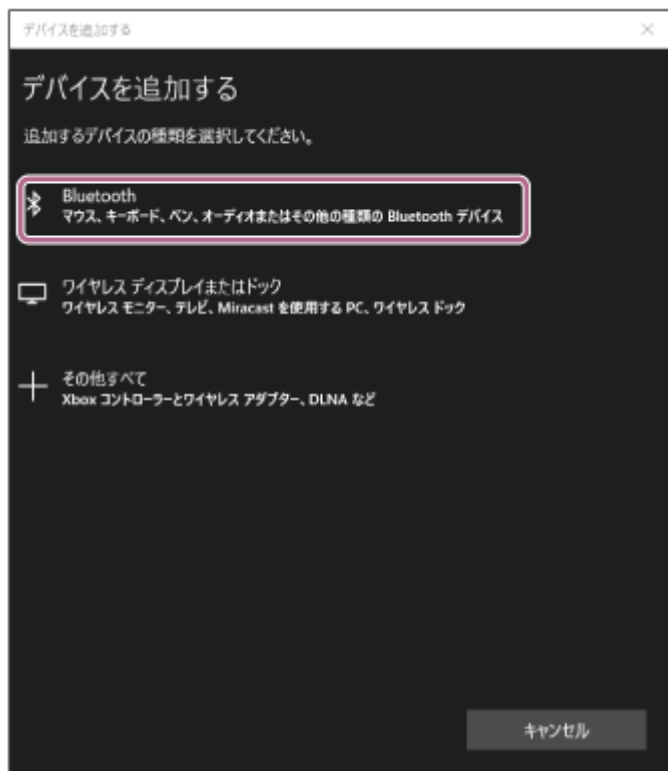 デバイスを追加する
デバイスを追加する
追加するデバイスの種類を選択してください。
Bluetooth
マウス、キーボード、ペン、オーディオまたはその他の種類の Bluetooth デバイス
ワイヤレス ディスプレイまたはドック
ワイヤレス モニター、テレビ、Miracast を使用する PC、ワイヤレス ドック
その他すべて
Xbox コントローラーとワイヤレス アダプター、DLNA など
キャンセル